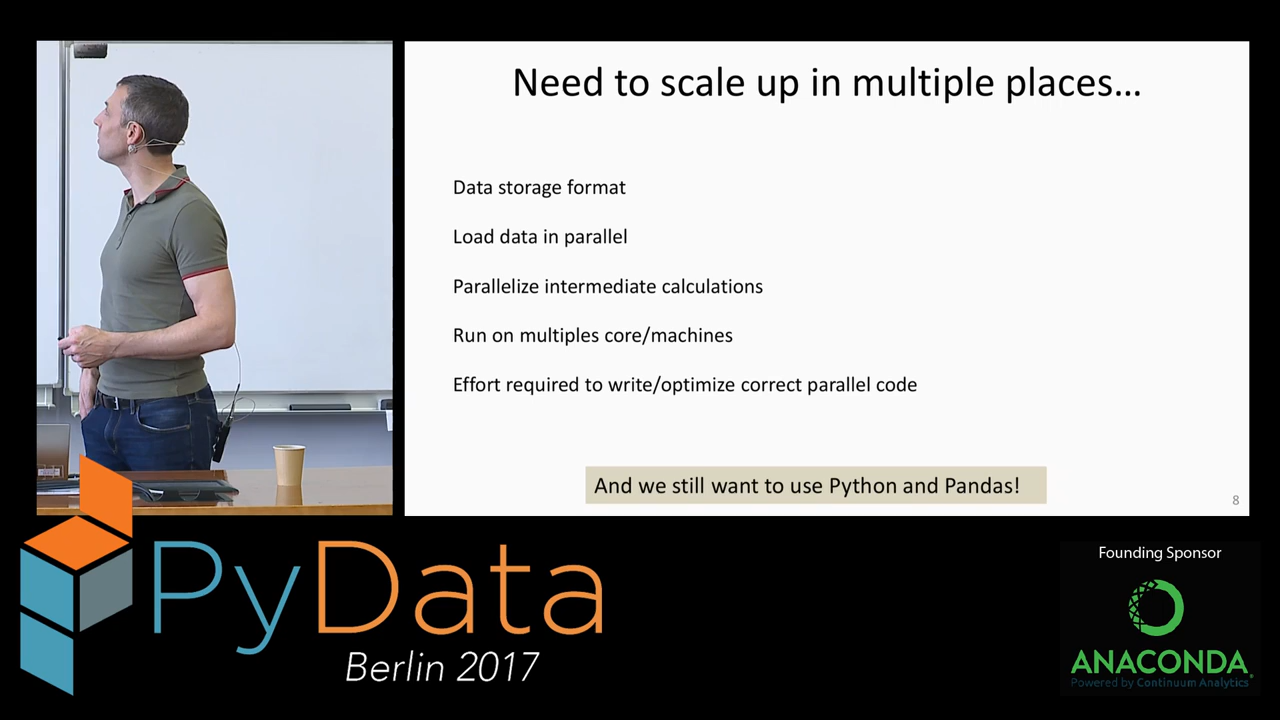 Need to scale up in multiple places...
Data storage format
Load data in parallel
Parallelize intermediate calculations
Run on multiples core/machines
Effort required to write/optimize correct parallel code
And we still want to use Python and Pandas!
8
PyData
Berlin 2017
Founding Sponsor
ANACONDA
Powered by Continuum Analytics